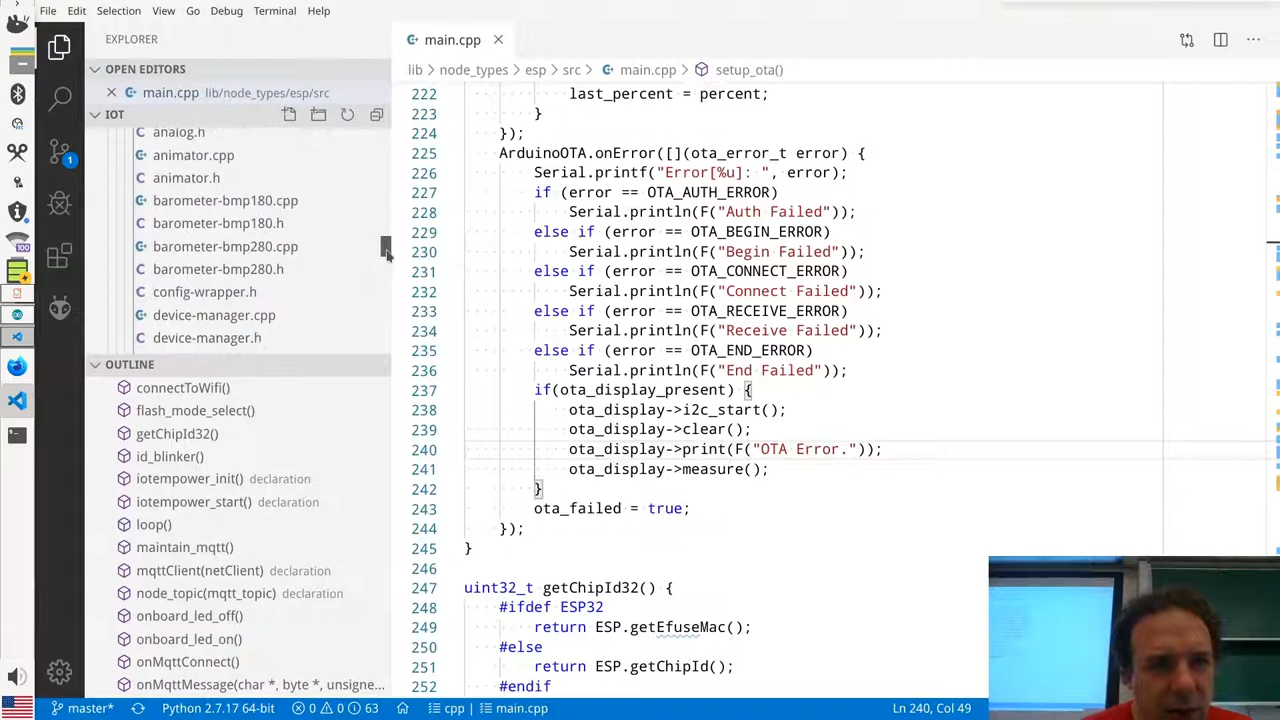 File Edit Selection View Go Debug Terminal Help
EXPLORER
OPEN EDITORS
main.cpp lib/node_types/esp/src
1
IOT
analog.h
animator.cpp
animator.h
barometer-bmp180.cpp
barometer-bmp180.h
barometer-bmp280.cpp
barometer-bmp280.h
config-wrapper.h
device-manager.cpp
device-manager.h
100
OUTLINE
connectToWifi()
flash_mode_select()
getChipId32()
id_blinker()
iotempower_init() declaration
iotempower_start() declaration
loop()
maintain_mqtt()
mqttClient(netClient) declaration
node_topic(mqtt_topic) declaration
onboard_led_off()
onboard_led_on()
onMqttConnect()
onMqttMessage(char *, byte *, unsigne...
main.cpp
lib > node_types > esp > src > main.cpp > setup_ota()
222 last_percent = percent;
223 }
224 });
225 ArduinoOTA.onError([](ota_error_t error) {
226 Serial.printf("Error[%u]: ", error);
227 if (error == OTA_AUTH_ERROR)
228 Serial.println(F("Auth Failed"));
229 else if (error == OTA_BEGIN_ERROR)
230 Serial.println(F("Begin Failed"));
231 else if (error == OTA_CONNECT_ERROR)
232 Serial.println(F("Connect Failed"));
233 else if (error == OTA_RECEIVE_ERROR)
234 Serial.println(F("Receive Failed"));
235 else if (error == OTA_END_ERROR)
236 Serial.println(F("End Failed"));
237 if(ota_display_present) {
238 ota_display->i2c_start();
239 ota_display->clear();
240 ota_display->print(F("OTA Error."));
241 ota_display->measure();
242 }
243 ota_failed = true;
244 });
245 }
246
247 uint32_t getChipId32() {
248 #ifdef ESP32
249 return ESP.getEfuseMac();
250 #else
251 return ESP.getChipId();
252 #endif
master* Python 2.7.17 64-bit 0 0 63 cpp | main.cpp Ln 240, Col 49